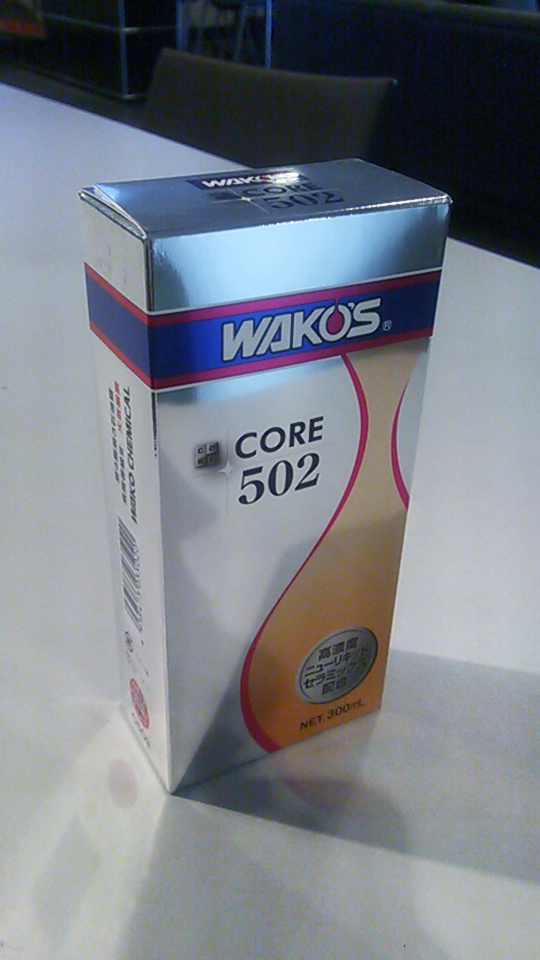 WAKO'S
CORE
502
WAKO'S®
CORE
502
高濃度
ニューリキッド
セラミックス
配合
NET.300mL
WAKO CHEMICAL